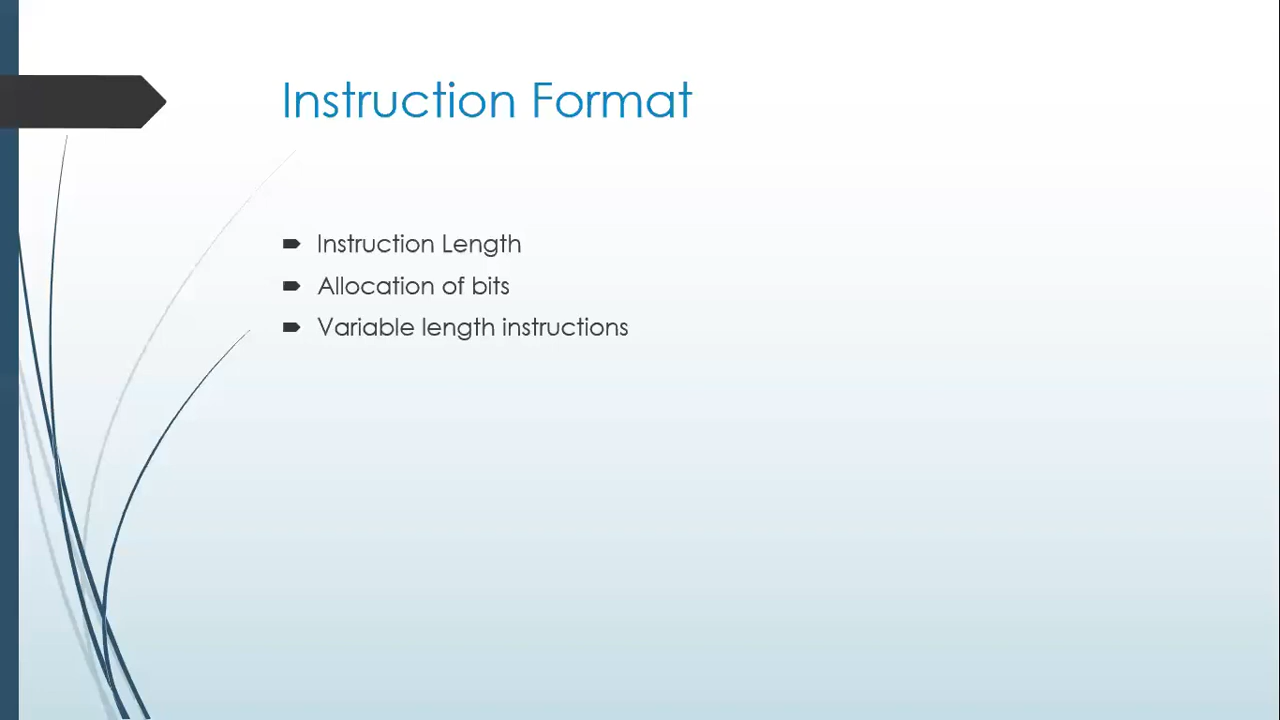 Instruction Format
Instruction Length
Allocation of bits
Variable length instructions